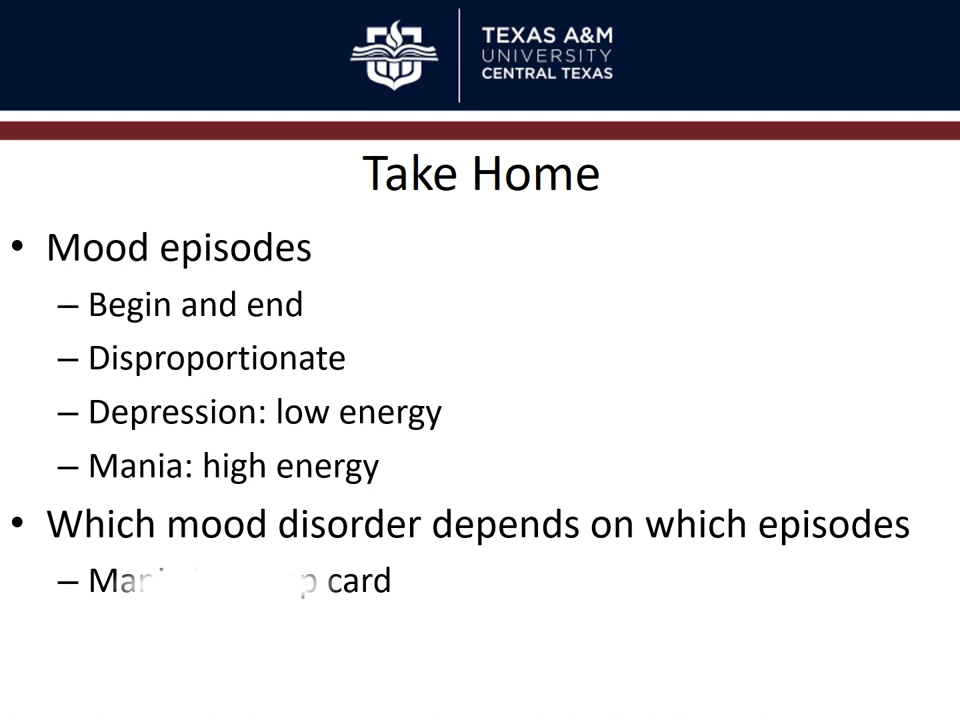 TEXAS A&M
UNIVERSITY
CENTRAL TEXAS
Take Home
• Mood episodes
– Begin and end
– Disproportionate
– Depression: low energy
– Mania: high energy
• Which mood disorder depends on which episodes
– card